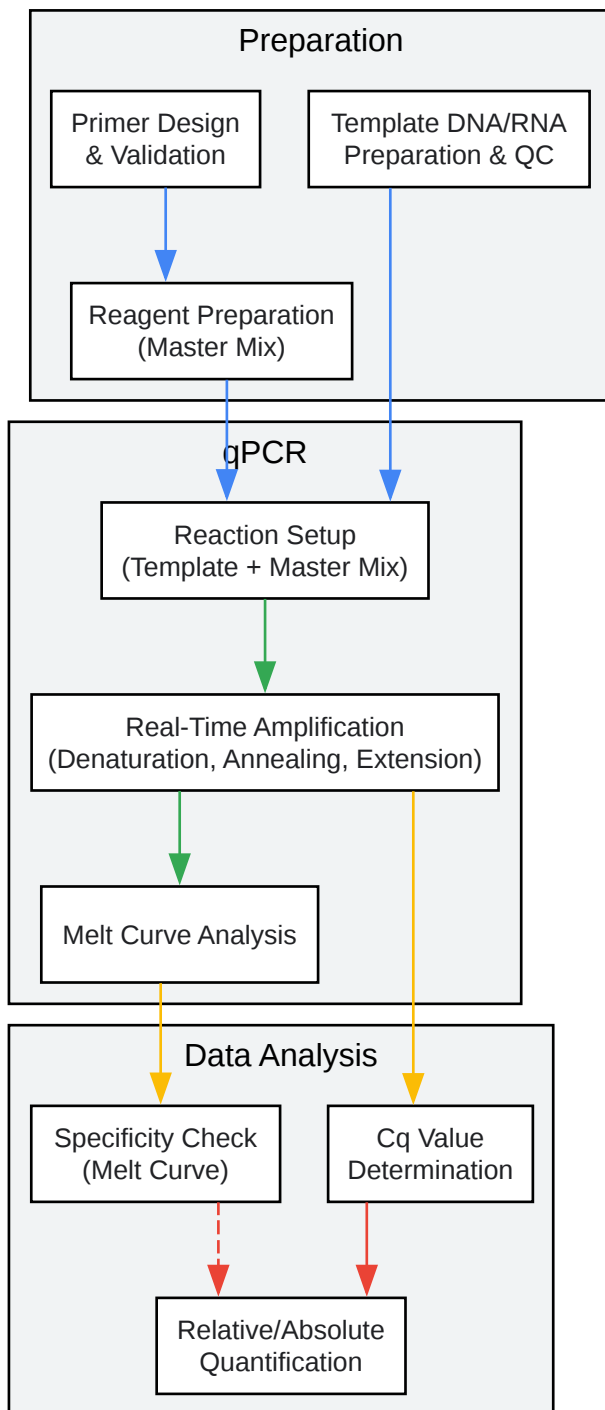 Preparation
Primer Design
& Validation
Template DNA/RNA
Preparation & QC
Reagent Preparation
(Master Mix)
qPCR
Reaction Setup
(Template + Master Mix)
Real-Time Amplification
(Denaturation, Annealing, Extension)
Melt Curve Analysis
Data Analysis
Specificity Check
(Melt Curve)
Cq Value
Determination
Relative/Absolute
Quantification